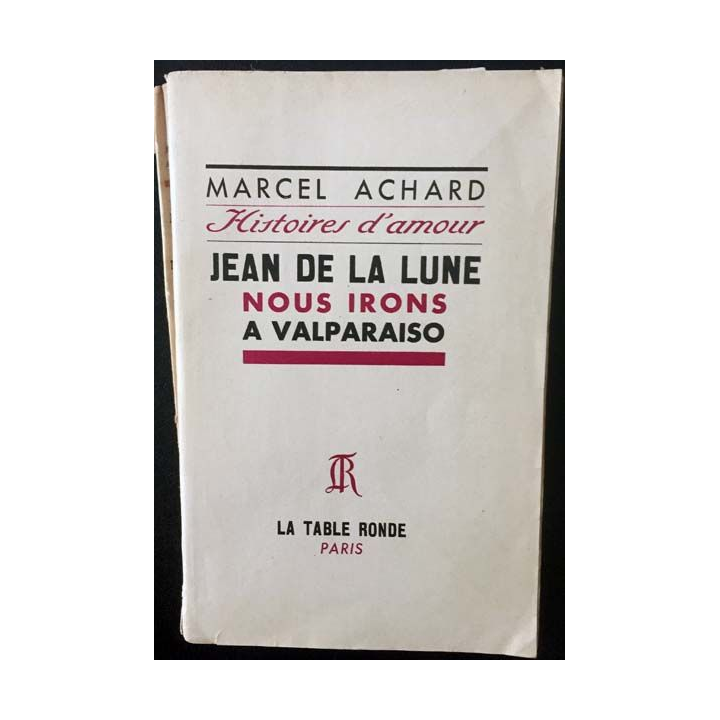 MARCEL ACHARD
Histoires d'amour
JEAN DE LA LUNE
NOUS IRONS
A VALPARAISO
TR
LA TABLE RONDE
PARIS